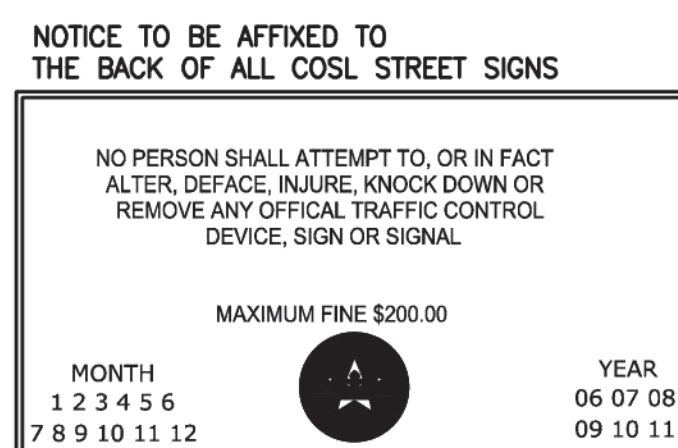 NOTICE TO BE AFFIXED TO
THE BACK OF ALL COSL STREET SIGNS
NO PERSON SHALL ATTEMPT TO, OR IN FACT
ALTER, DEFACE, INJURE, KNOCK DOWN OR
REMOVE ANY OFFICAL TRAFFIC CONTROL
DEVICE, SIGN OR SIGNAL
MAXIMUM FINE $200.00
MONTH
1 2 3 4 5 6
7 8 9 10 11 12
YEAR
06 07 08
09 10 11